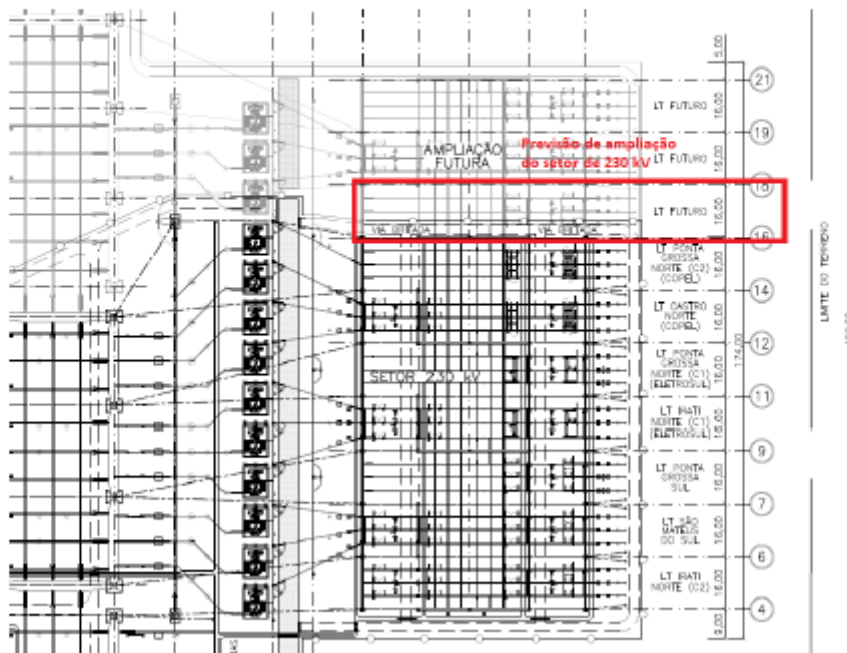 5,00
21
LT FUTURO
16,00
19
AMPLIAÇÃO
FUTURA
Previsão de ampliação
do setor de 230 kV
LT FUTURO
16,00
18
LT FUTURO
16,00
VIA BRITADA
VIA BRITADA
16
LT PONTA
GROSSA
NORTE (C2)
(COPEL)
16,00
14
LT CASTRO
NORTE
(COPEL)
16,00
12
174,00
SETOR 230 kV
LT PONTA
GROSSA
NORTE (C1)
(ELETROSUL)
16,00
11
LT IRATI
NORTE (C1)
(ELETROSUL)
16,00
9
LT PONTA
GROSSA
SUL
16,00
7
LT SÃO
MATEUS
DO SUL
16,00
6
LT IRATI
NORTE (C2)
16,00
4
9,00
LIMITE DO TERRENO